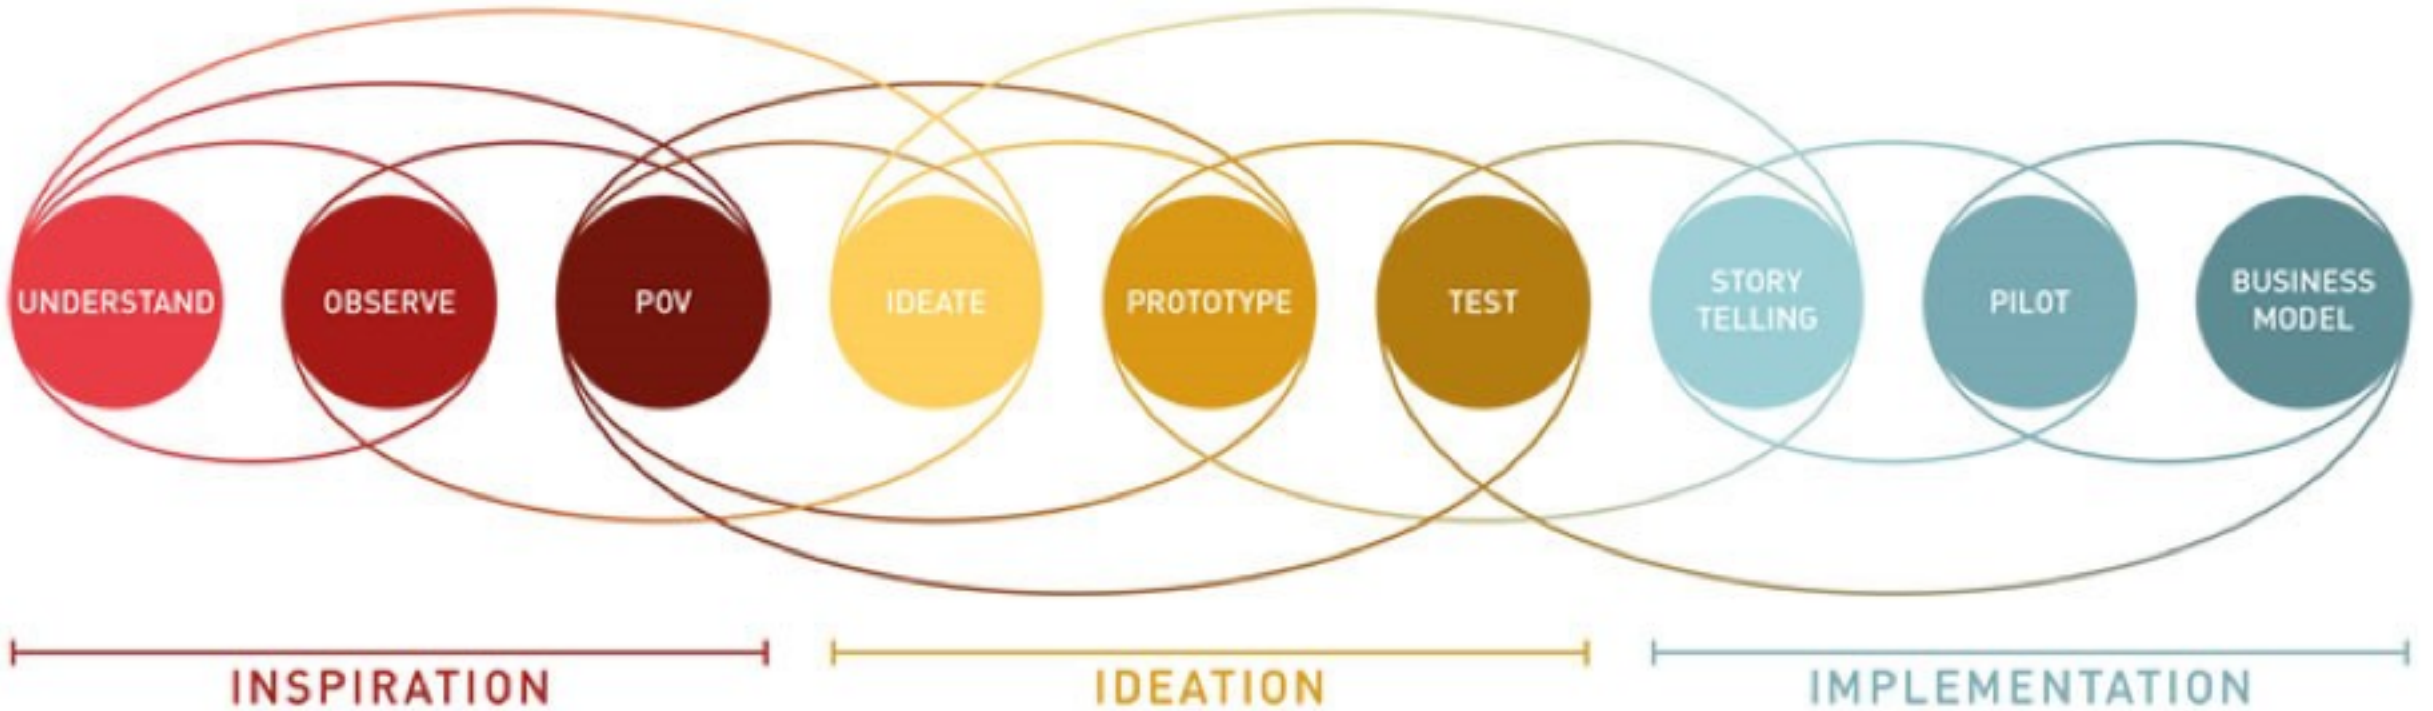 UNDERSTAND
OBSERVE
POV
IDEATE
PROTOTYPE
TEST
STORY
TELLING
PILOT
BUSINESS
MODEL
INSPIRATION
IDEATION
IMPLEMENTATION